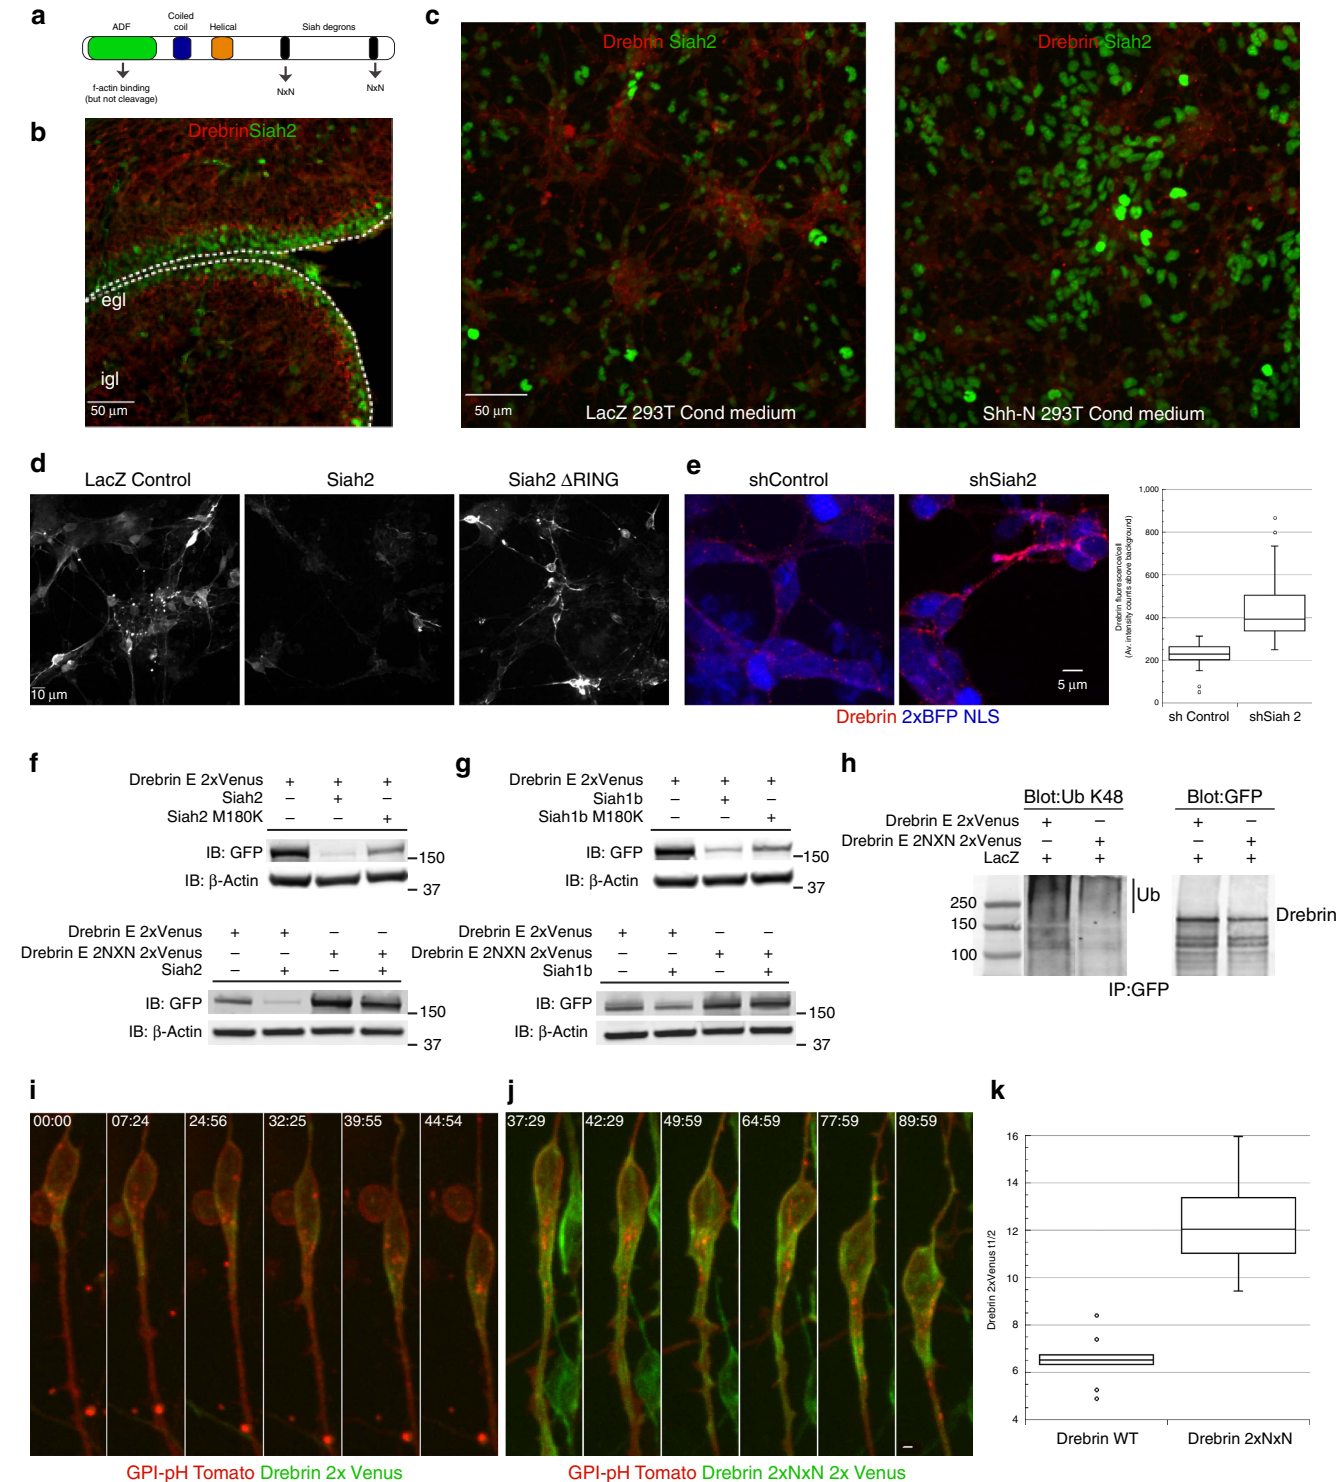 a
ADF
Coiled
coil
Helical
Siah degrons
f-actin binding
(but not cleavage)
NxN
NxN
b
DrebrinSiah2
egl
igl
50 μm
c
Drebrin Siah2
50 μm
LacZ 293T Cond medium
Drebrin Siah2
Shh-N 293T Cond medium
d
LacZ Control
Siah2
Siah2 ΔRING
10 μm
e
shControl
shSiah2
5 μm
Drebrin 2xBFP NLS
Drebrin fluorescence/cell
(Av. intensity counts above background)
1,000
800
600
400
200
0
sh Control
shSiah 2
f
Drebrin E 2xVenus + + +
Siah2 – + –
Siah2 M180K – – +
IB: GFP
150
IB: β-Actin
37
Drebrin E 2xVenus + + – –
Drebrin E 2NXN 2xVenus – – + +
Siah2 – + – +
IB: GFP
150
IB: β-Actin
37
g
Drebrin E 2xVenus + + +
Siah1b – + –
Siah1b M180K – – +
IB: GFP
150
IB: β-Actin
37
Drebrin E 2xVenus + + – –
Drebrin E 2NXN 2xVenus – – + +
Siah1b – + – +
IB: GFP
150
IB: β-Actin
37
h
Blot:Ub K48
Blot:GFP
Drebrin E 2xVenus + – + –
Drebrin E 2NXN 2xVenus – + – +
LacZ + + + +
250
150
100
Ub
Drebrin
IP:GFP
i
00:00
07:24
24:56
32:25
39:55
44:54
GPI-pH Tomato Drebrin 2x Venus
j
37:29
42:29
49:59
64:59
77:59
89:59
GPI-pH Tomato Drebrin 2xNxN 2x Venus
k
Drebrin 2xVenus t1/2
16
14
12
10
8
6
4
Drebrin WT
Drebrin 2xNxN